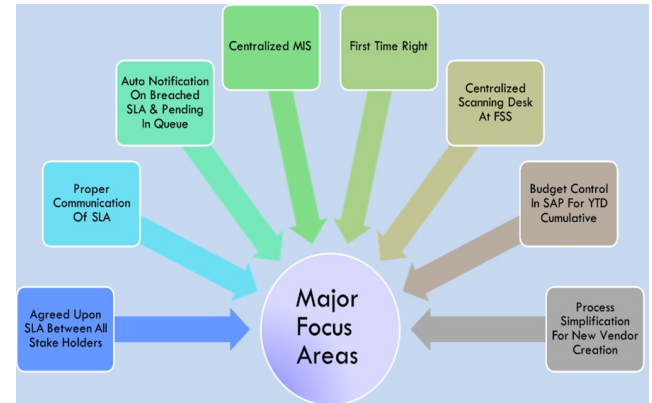 Centralized MIS
First Time Right
Auto Notification
On Breached
SLA & Pending
In Queue
Centralized
Scanning Desk
At FSS
Proper
Communication
Of SLA
Budget Control
In SAP For YTD
Cumulative
Agreed Upon
SLA Between All
Stake Holders
Major
Focus
Areas
Process
Simplification
For New Vendor
Creation